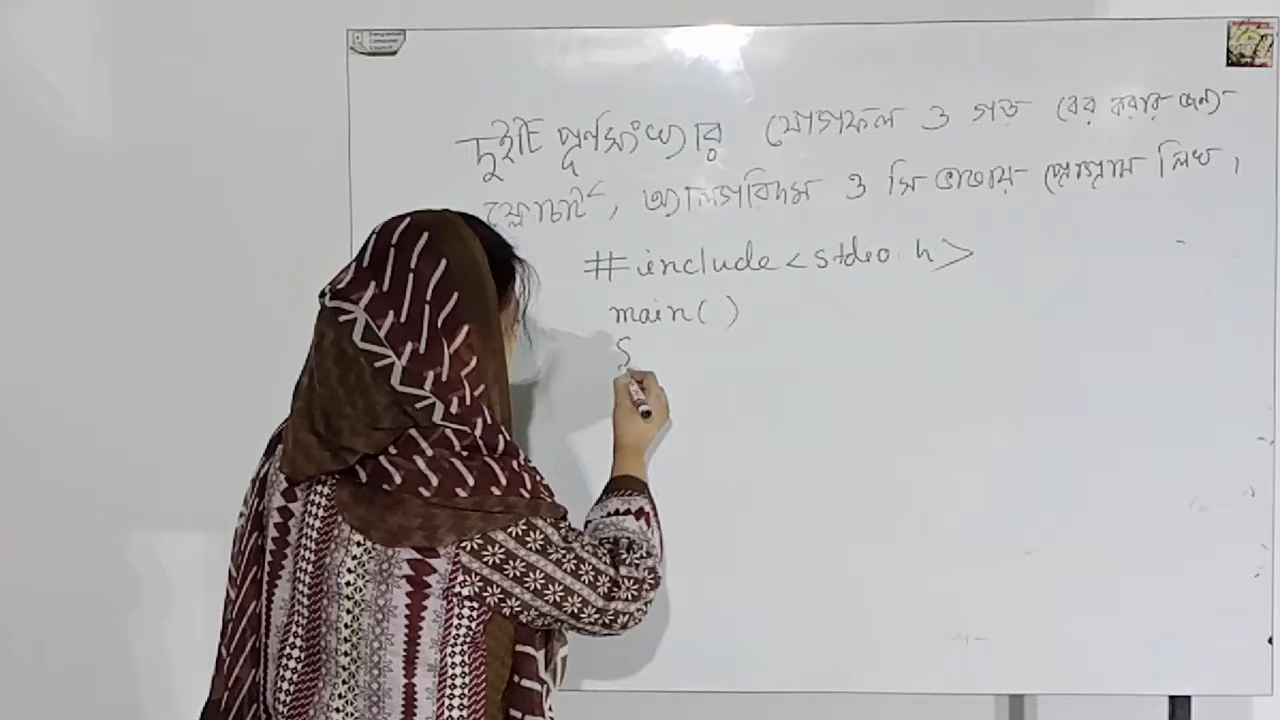 দুইটি পূর্ণসংখ্যার যোগফল ও গড় বের করার জন্য
ফ্লোচার্ট, অ্যালগরিদম ও সি ভাষায় প্রোগ্রাম লিখ।
#include<stdio.h>
main()
{